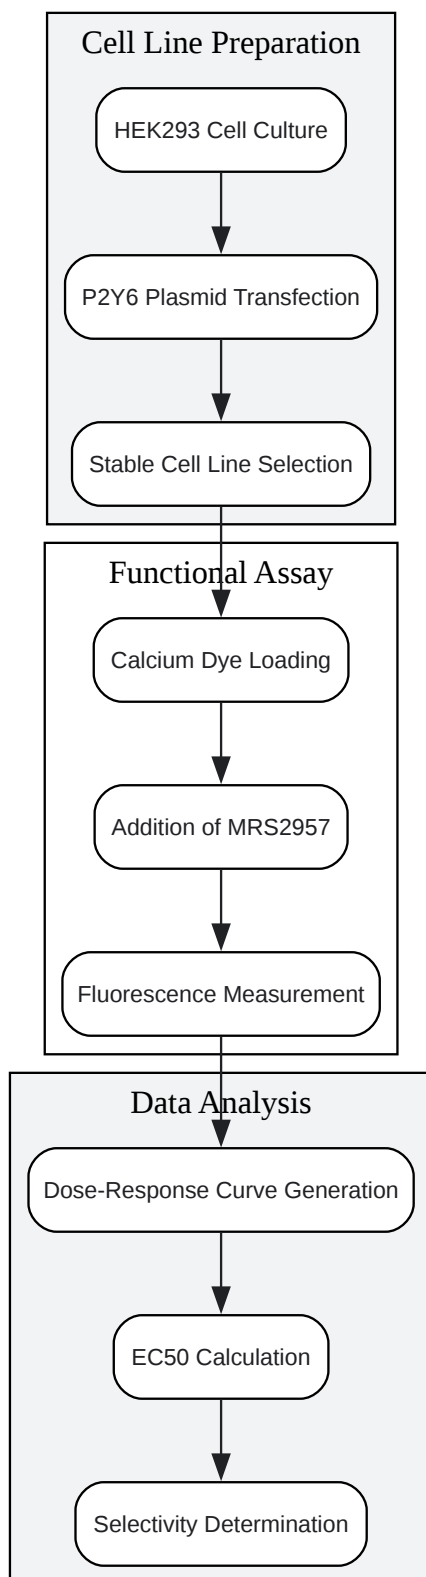 Cell Line Preparation
HEK293 Cell Culture
P2Y6 Plasmid Transfection
Stable Cell Line Selection
Functional Assay
Calcium Dye Loading
Addition of MRS2957
Fluorescence Measurement
Data Analysis
Dose-Response Curve Generation
EC50 Calculation
Selectivity Determination